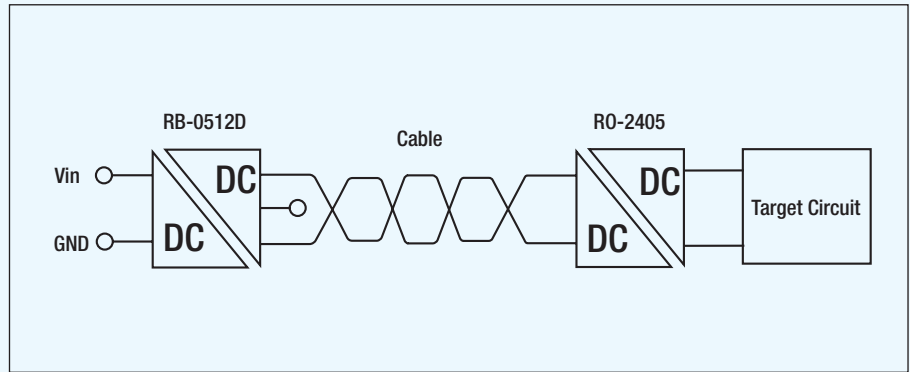 RB-0512D
Cable
RO-2405
Vin
DC
DC
GND
DC
DC
Target Circuit